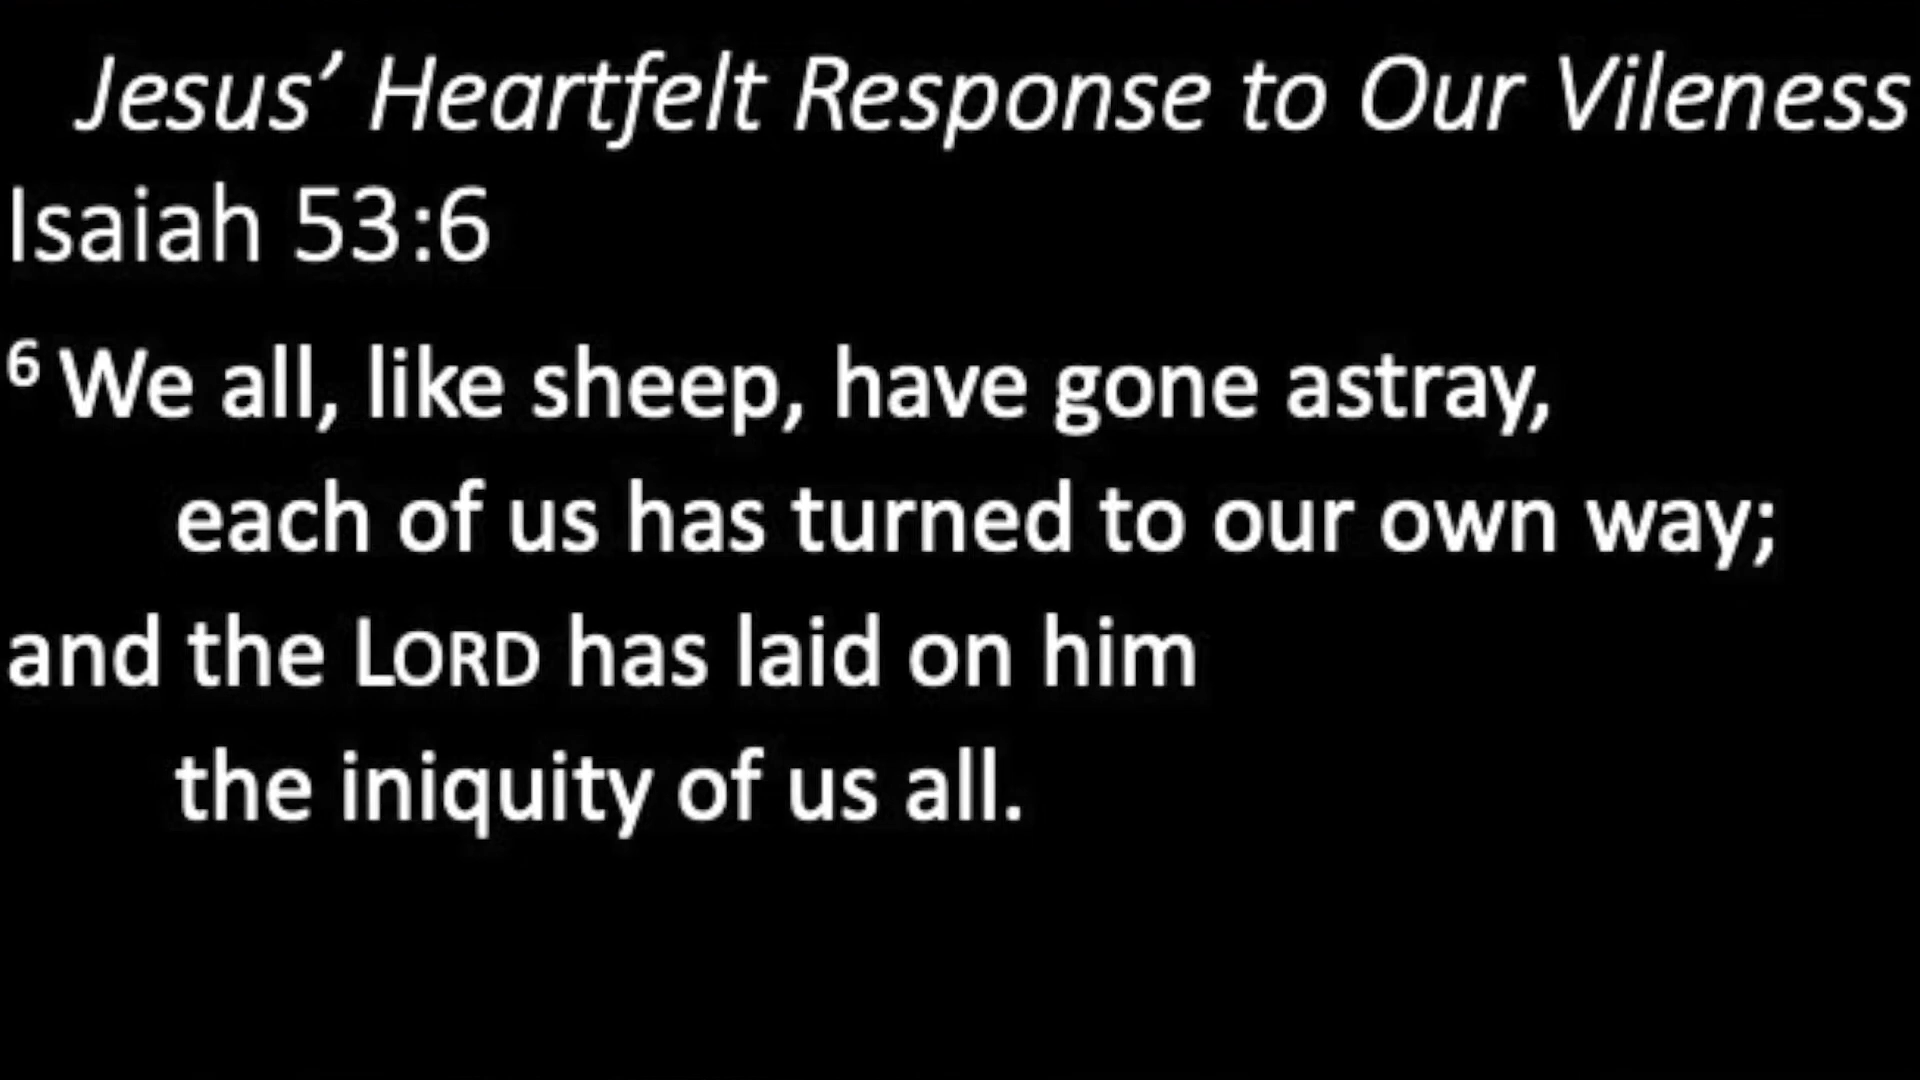 Jesus’ Heartfelt Response to Our Vileness
Isaiah 53:6
6 We all, like sheep, have gone astray,
each of us has turned to our own way;
and the LORD has laid on him
the iniquity of us all.